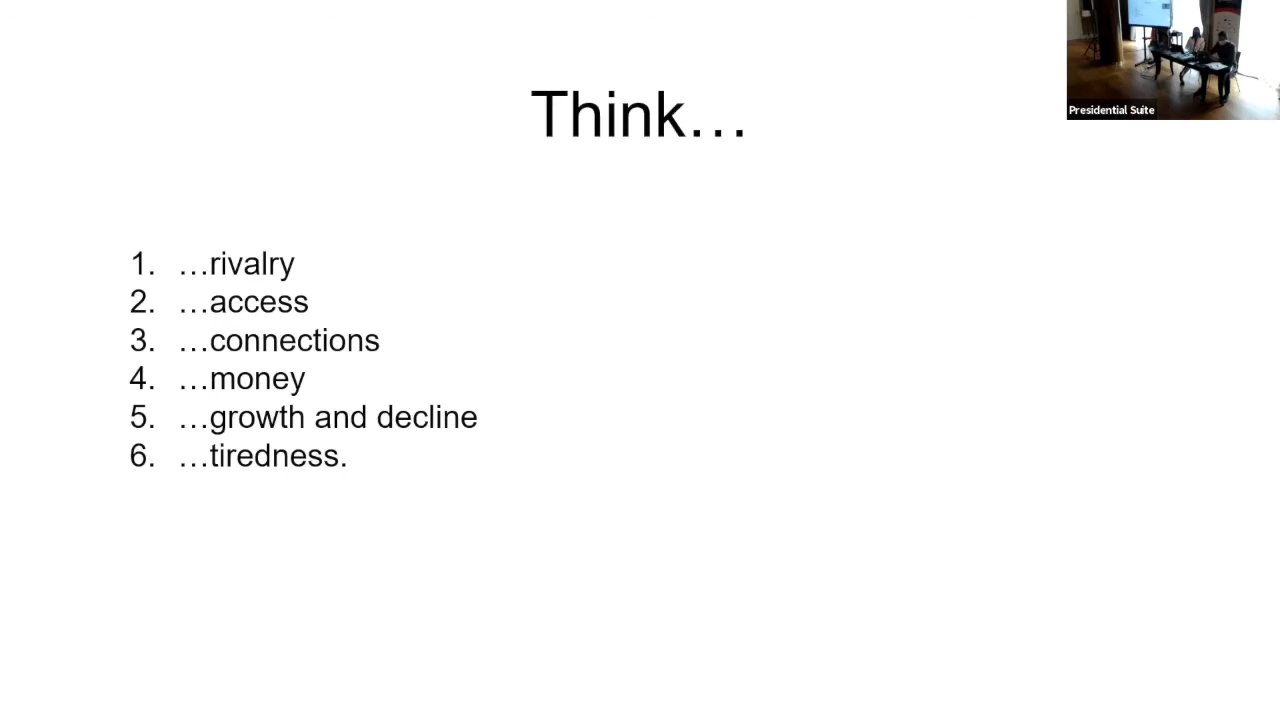 Think…
1. …rivalry
2. …access
3. …connections
4. …money
5. …growth and decline
6. …tiredness.
Presidential Suite